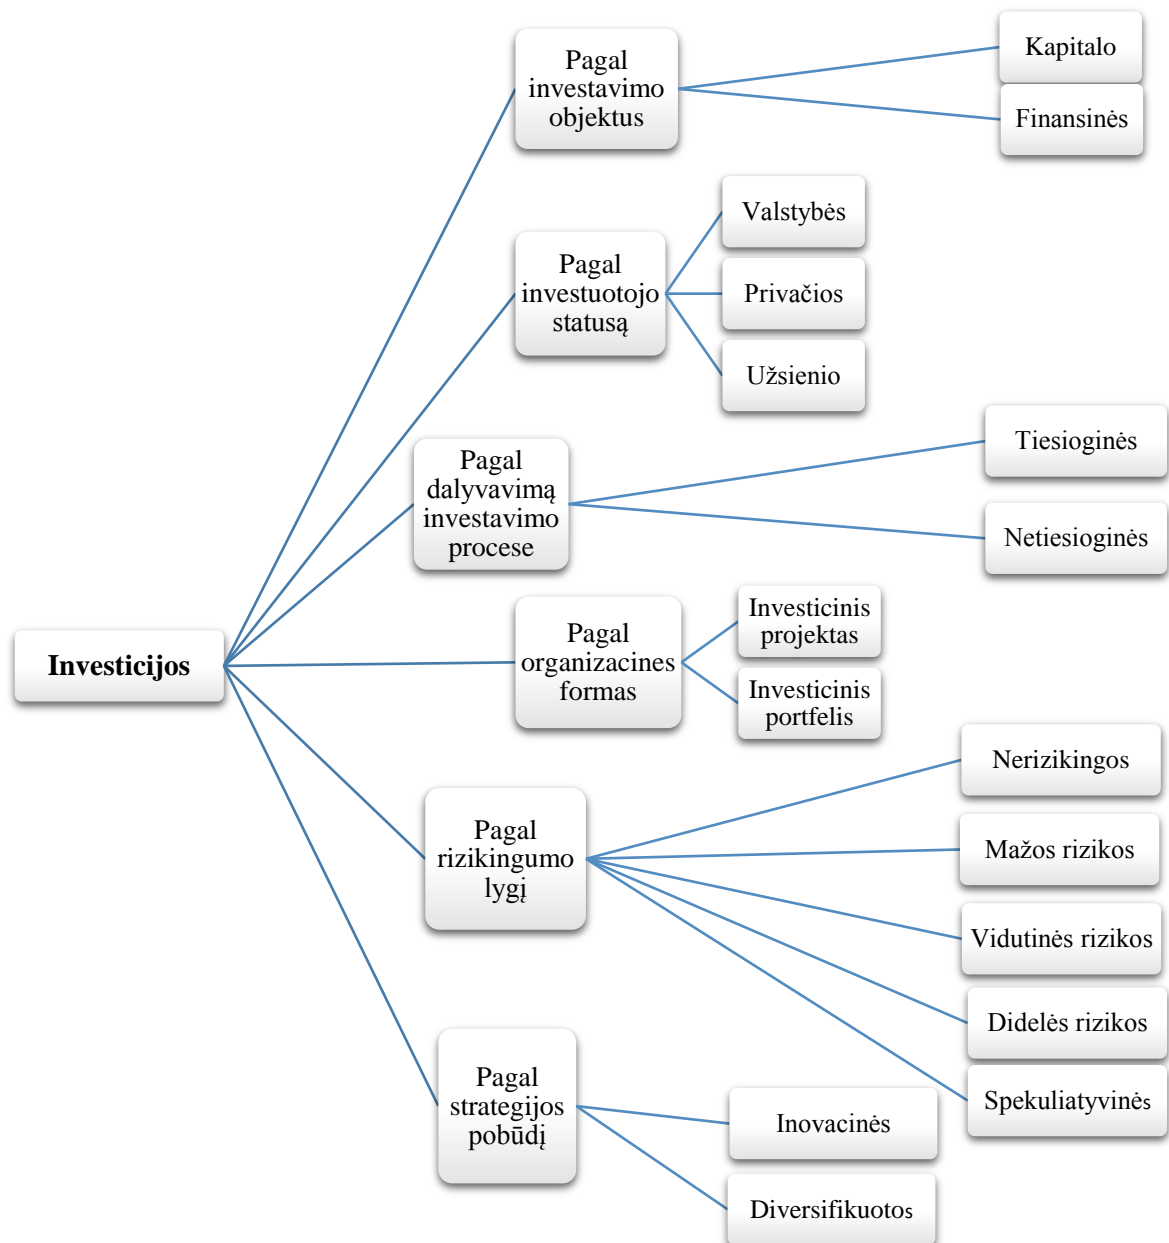 Investicijos
Pagal
investavimo
objektus
Kapitalo
Finansinės
Pagal
investuotojo
statusą
Valstybės
Privačios
Užsienio
Pagal
dalyvavimą
investavimo
procese
Tiesioginės
Netiesioginės
Pagal
organizacines
formas
Investicinis
projektas
Investicinis
portfelis
Pagal
rizikingumo
lygį
Nerizikingos
Mažos rizikos
Vidutinės rizikos
Didelės rizikos
Spekuliatyvinės
Pagal
strategijos
pobūdį
Inovacinės
Diversifikuotos